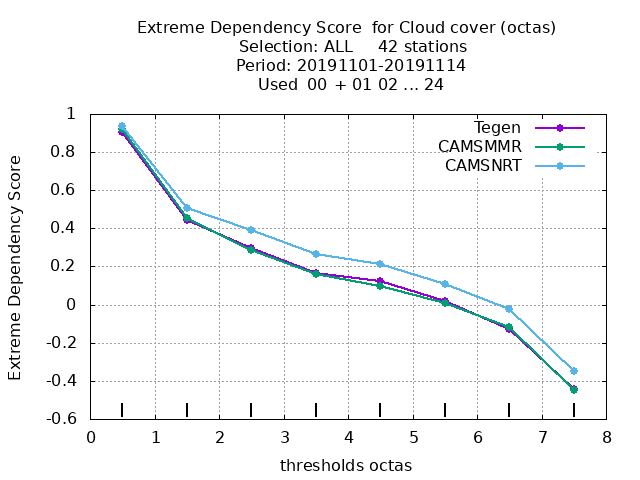 Extreme Dependency Score  for Cloud cover (octas)
Selection: ALL     42 stations
Period: 20191101-20191114
Used  00  + 01 02 ... 24
Extreme Dependency Score
1
0.8
0.6
0.4
0.2
0
-0.2
-0.4
-0.6
Tegen
CAMSMMR
CAMSNRT
0 1 2 3 4 5 6 7 8
thresholds octas